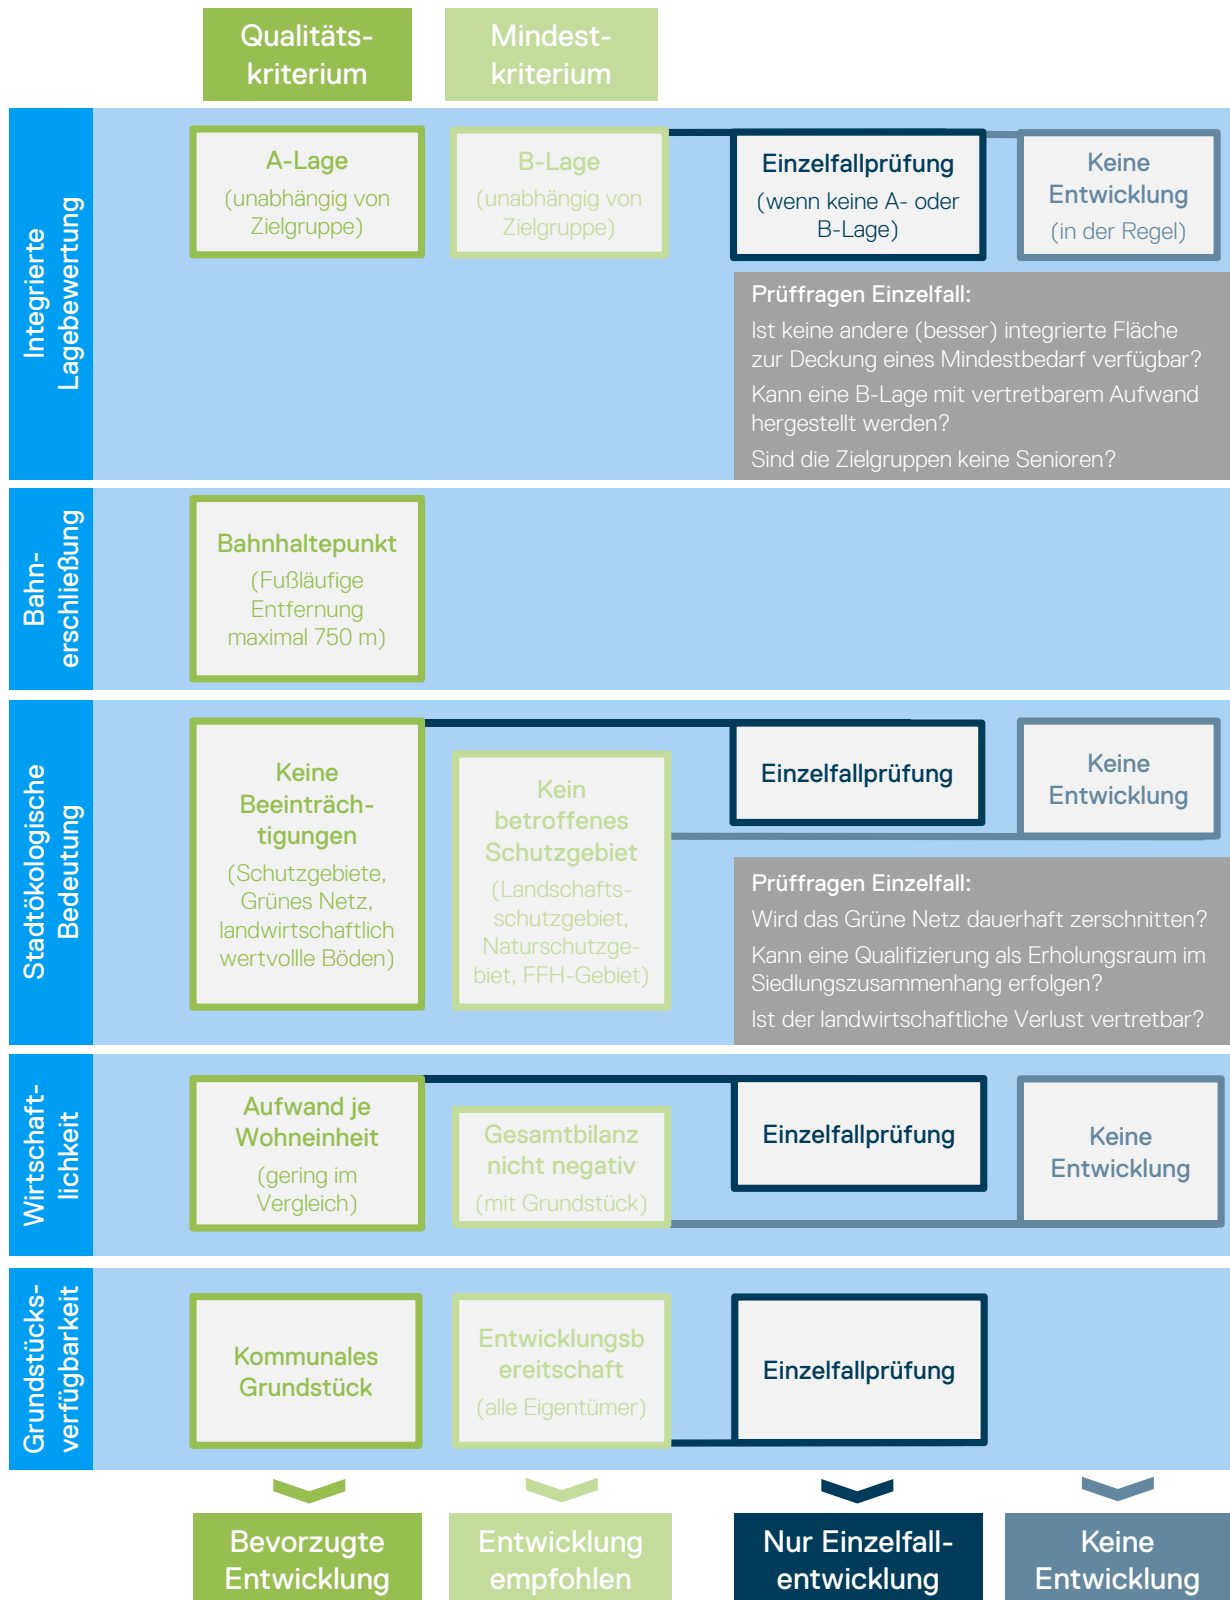 Qualitäts-
kriterium
Mindest-
kriterium
Integrierte
Lagebewertung
A-Lage
(unabhängig von
Zielgruppe)
B-Lage
(unabhängig von
Zielgruppe)
Einzelfallprüfung
(wenn keine A- oder
B-Lage)
Keine
Entwicklung
(in der Regel)
Prüffragen Einzelfall:
Ist keine andere (besser) integrierte Fläche
zur Deckung eines Mindestbedarf verfügbar?
Kann eine B-Lage mit vertretbarem Aufwand
hergestellt werden?
Sind die Zielgruppen keine Senioren?
Bahn-
erschließung
Bahnhaltepunkt
(Fußläufige
Entfernung
maximal 750 m)
Stadtökologische
Bedeutung
Keine
Beeinträch-
tigungen
(Schutzgebiete,
Grünes Netz,
landwirtschaftlich
wertvollle Böden)
Kein
betroffenes
Schutzgebiet
(Landschafts-
schutzgebiet,
Naturschutzge-
biet, FFH-Gebiet)
Einzelfallprüfung
Keine
Entwicklung
Prüffragen Einzelfall:
Wird das Grüne Netz dauerhaft zerschnitten?
Kann eine Qualifizierung als Erholungsraum im
Siedlungszusammenhang erfolgen?
Ist der landwirtschaftliche Verlust vertretbar?
Wirtschaft-
lichkeit
Aufwand je
Wohneinheit
(gering im
Vergleich)
Gesamtbilanz
nicht negativ
(mit Grundstück)
Einzelfallprüfung
Keine
Entwicklung
Grundstücks-
verfügbarkeit
Kommunales
Grundstück
Entwicklungsb
ereitschaft
(alle Eigentümer)
Einzelfallprüfung
Bevorzugte
Entwicklung
Entwicklung
empfohlen
Nur Einzelfall-
entwicklung
Keine
Entwicklung